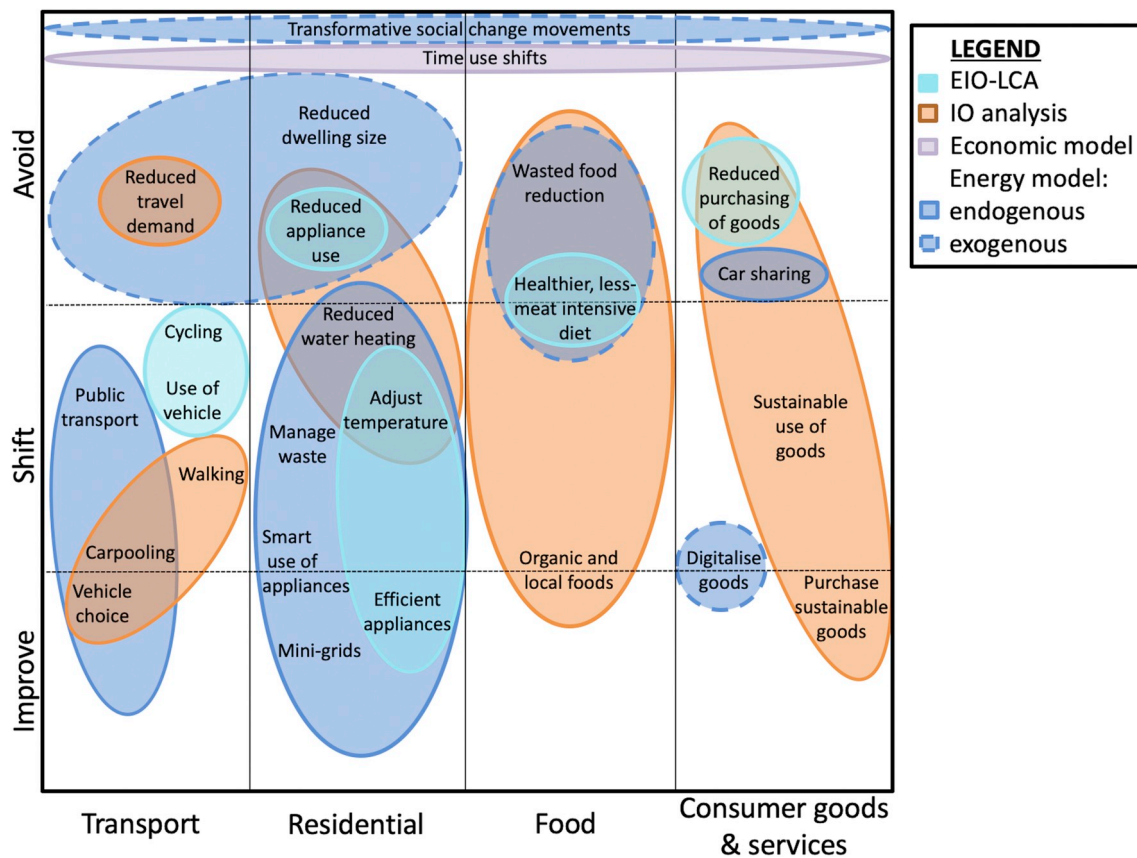 Transformative social change movements
Time use shifts
Avoid
Shift
Improve
Reduced
dwelling size
Reduced
travel
demand
Reduced
appliance
use
Cycling
Use of
vehicle
Public
transport
Walking
Carpooling
Vehicle
choice
Reduced
water heating
Adjust
temperature
Manage
waste
Smart
use of
appliances
Efficient
appliances
Mini-grids
Wasted food
reduction
Healthier, less-
meat intensive
diet
Organic and
local foods
Reduced
purchasing
of goods
Car sharing
Sustainable
use of
goods
Digitalise
goods
Purchase
sustainable
goods
Transport
Residential
Food
Consumer goods
& services
LEGEND
EIO-LCA
IO analysis
Economic model
Energy model:
endogenous
exogenous